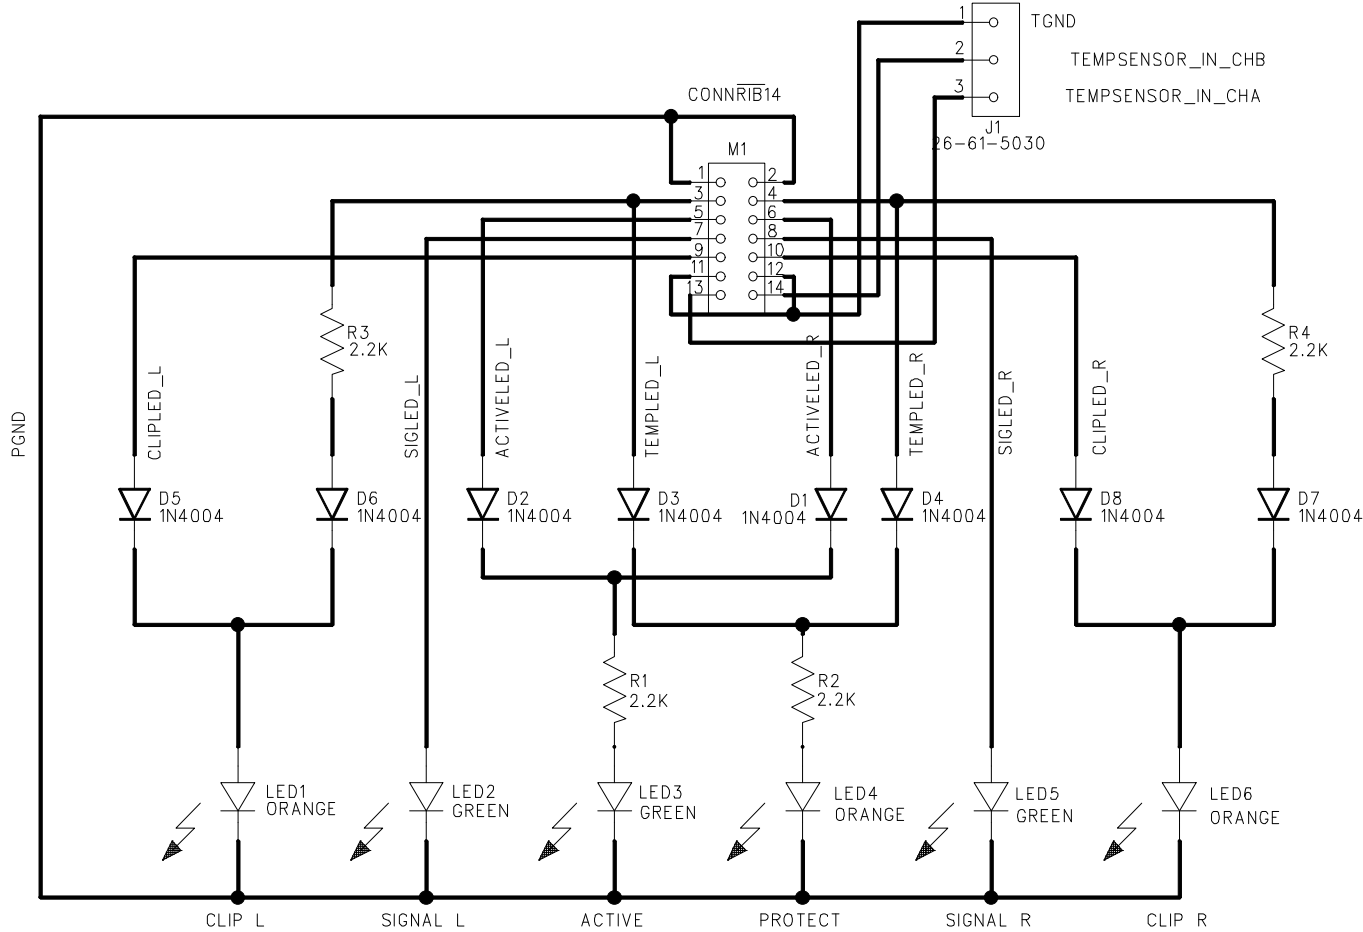 1 TGND
2 TEMPSENSOR_IN_CHB
3 TEMPSENSOR_IN_CHA
J1
26-61-5030
CONNRIB14
M1
1 2
3 4
5 6
7 8
9 10
11 12
13 14
PGND
CLIPLED_L
R3
2.2K
SIGLED_L
ACTIVELED_L
TEMPLED_L
ACTIVELED_R
TEMPLED_R
SIGLED_R
CLIPLED_R
R4
2.2K
D5
1N4004
D6
1N4004
D2
1N4004
D3
1N4004
D1
1N4004
D4
1N4004
D8
1N4004
D7
1N4004
R1
2.2K
R2
2.2K
LED1
ORANGE
LED2
GREEN
LED3
GREEN
LED4
ORANGE
LED5
GREEN
LED6
ORANGE
CLIP L
SIGNAL L
ACTIVE
PROTECT
SIGNAL R
CLIP R